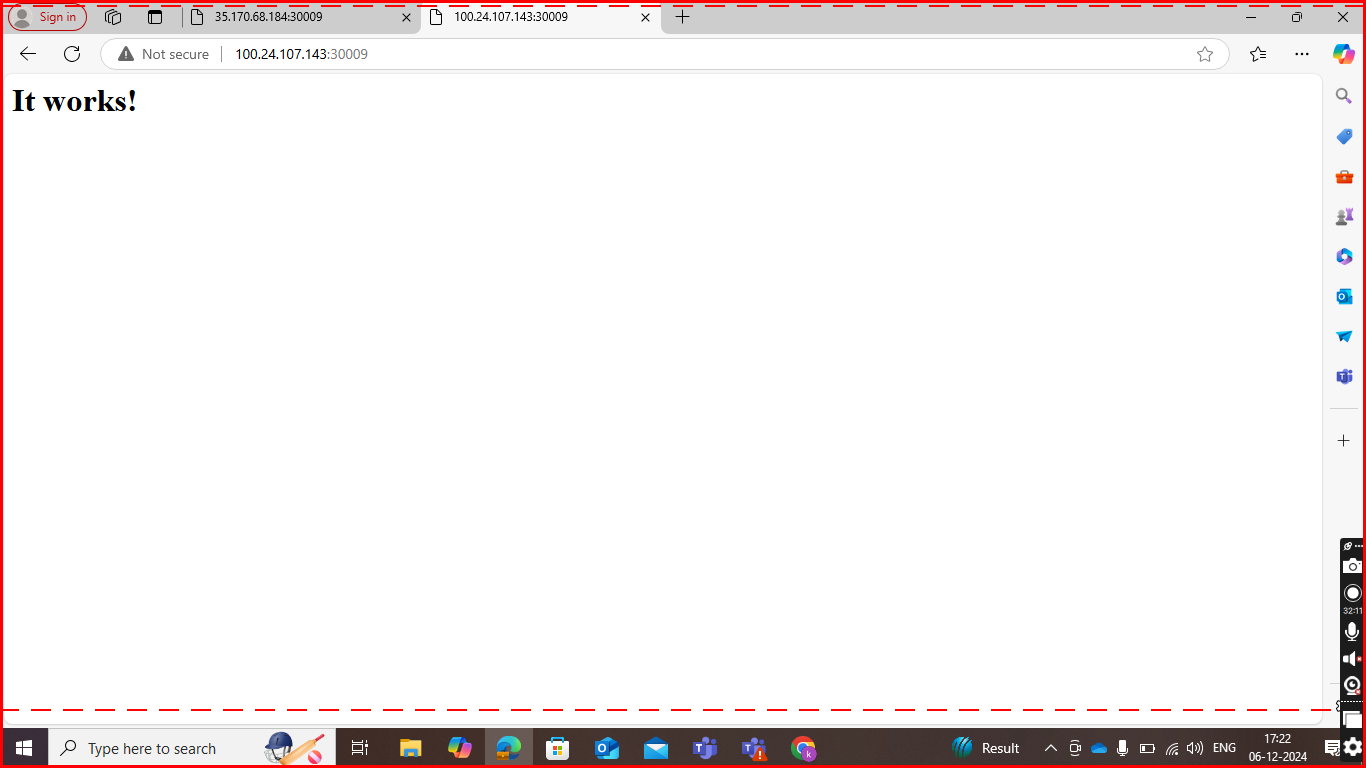 Sign in
35.170.68.184:30009
100.24.107.143:30009
Not secure
100.24.107.143:30009
It works!
32:11
Type here to search
Result
ENG
17:22
06-12-2024